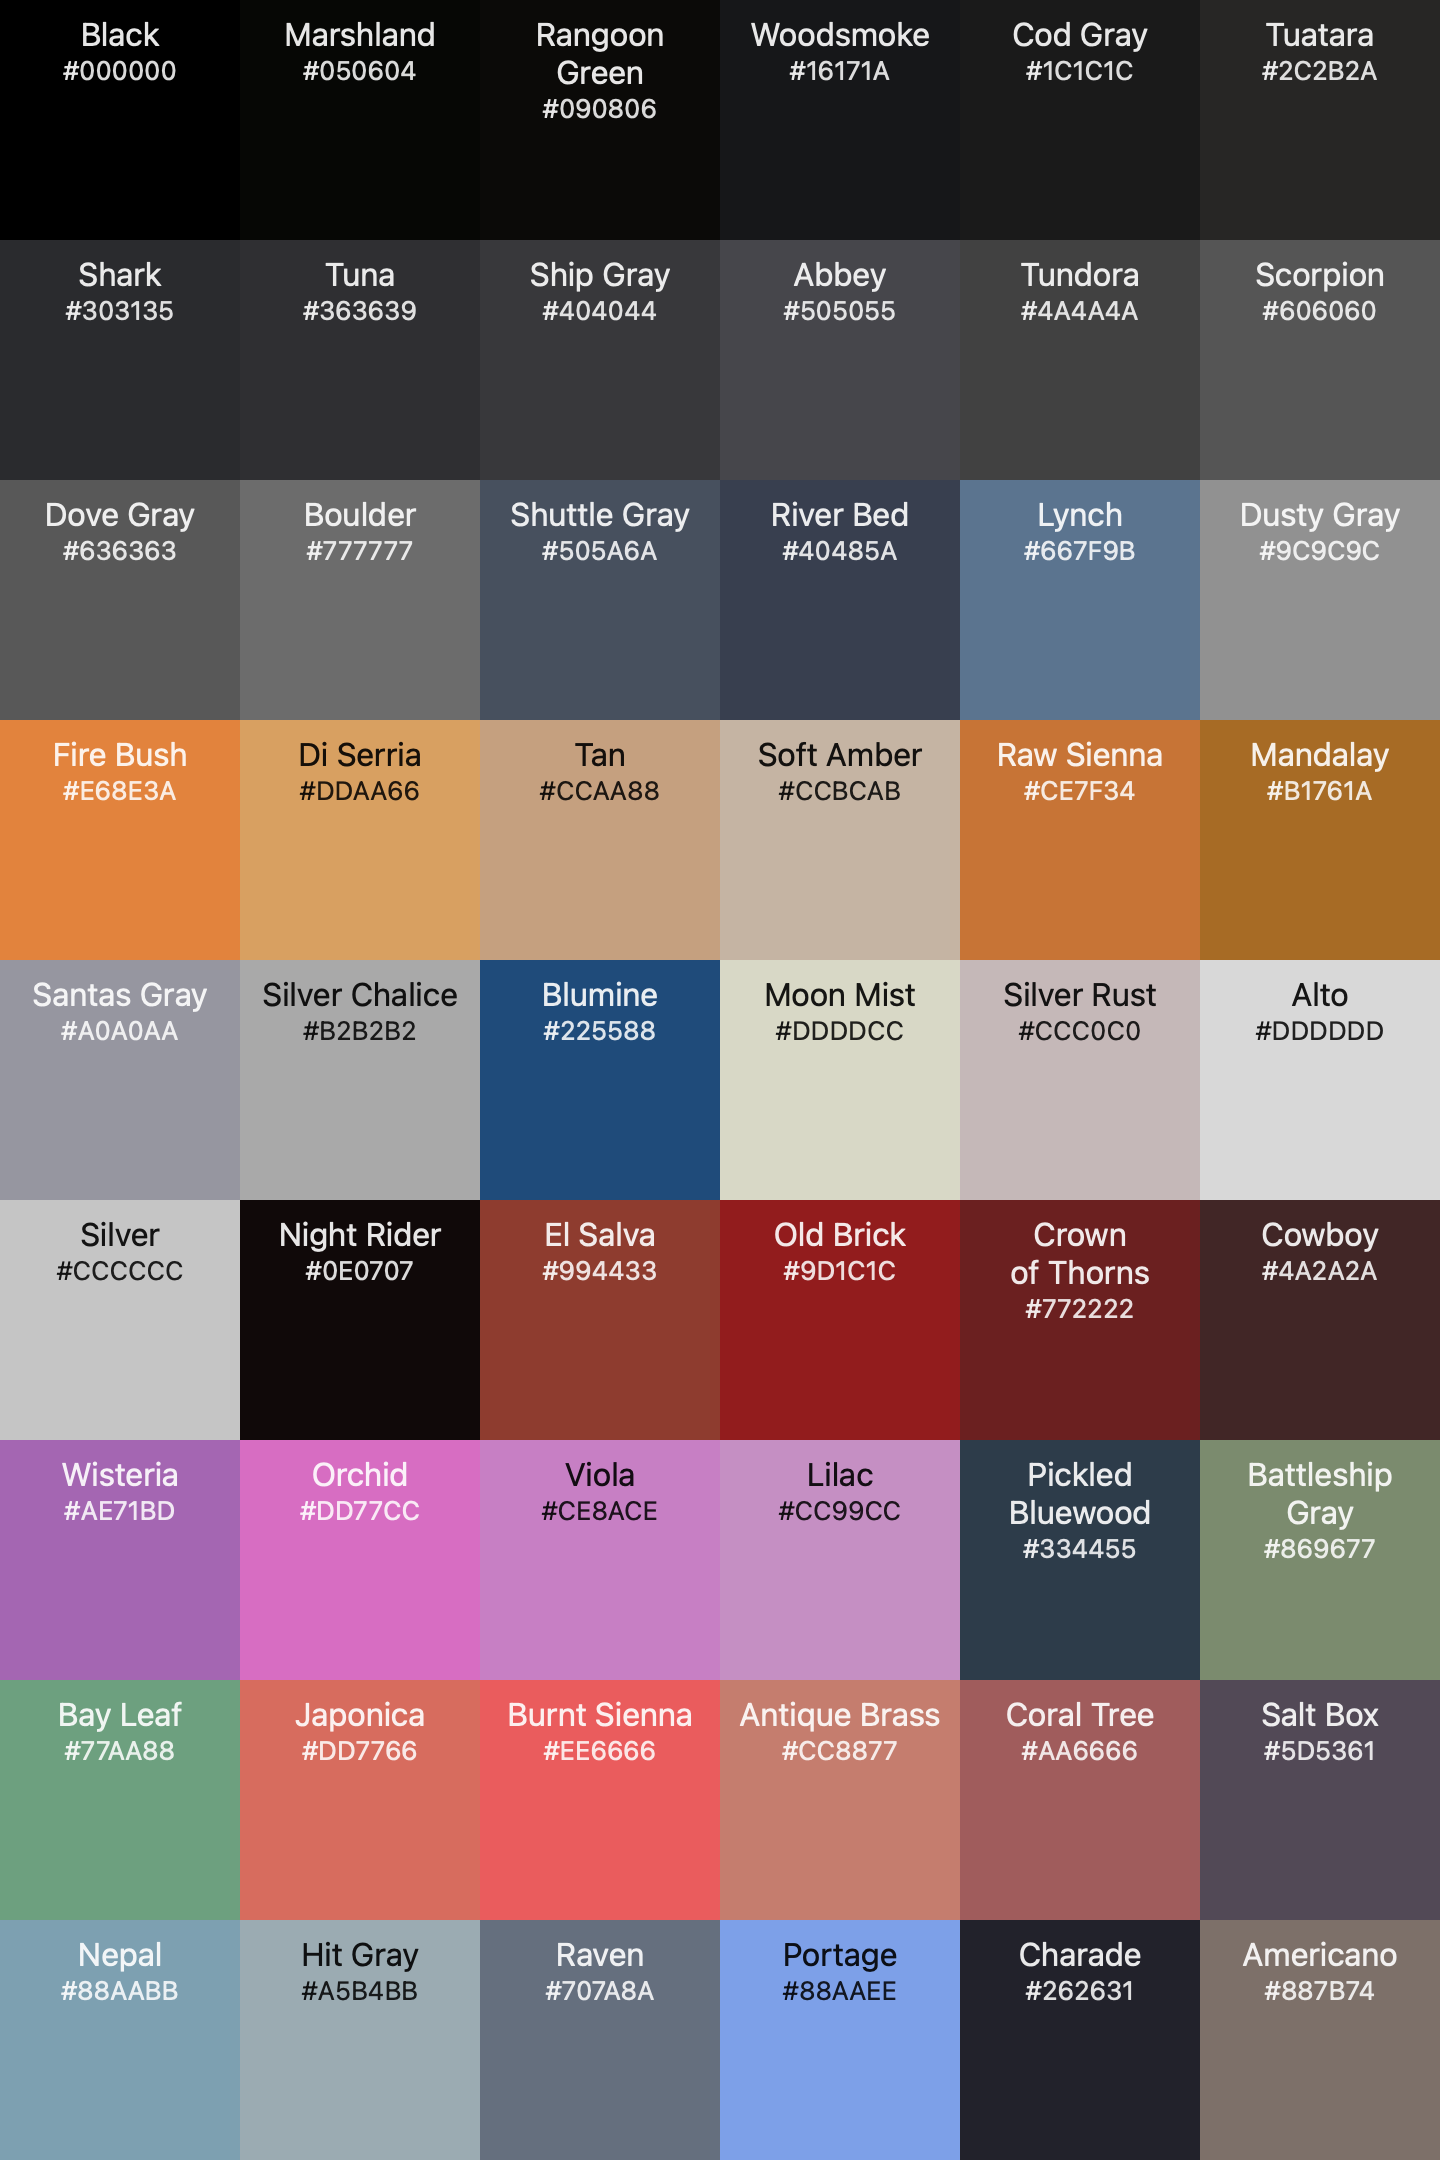 Black
#000000
Marshland
#050604
Rangoon
Green
#090806
Woodsmoke
#16171A
Cod Gray
#1C1C1C
Tuatara
#2C2B2A
Shark
#303135
Tuna
#363639
Ship Gray
#404044
Abbey
#505055
Tundora
#4A4A4A
Scorpion
#606060
Dove Gray
#636363
Boulder
#777777
Shuttle Gray
#505A6A
River Bed
#40485A
Lynch
#667F9B
Dusty Gray
#9C9C9C
Fire Bush
#E68E3A
Di Serria
#DDAA66
Tan
#CCAA88
Soft Amber
#CCBCAB
Raw Sienna
#CE7F34
Mandalay
#B1761A
Santas Gray
#A0A0AA
Silver Chalice
#B2B2B2
Blumine
#225588
Moon Mist
#DDDDCC
Silver Rust
#CCC0C0
Alto
#DDDDDD
Silver
#CCCCCC
Night Rider
#0E0707
El Salva
#994433
Old Brick
#9D1C1C
Crown
of Thorns
#772222
Cowboy
#4A2A2A
Wisteria
#AE71BD
Orchid
#DD77CC
Viola
#CE8ACE
Lilac
#CC99CC
Pickled
Bluewood
#334455
Battleship
Gray
#869677
Bay Leaf
#77AA88
Japonica
#DD7766
Burnt Sienna
#EE6666
Antique Brass
#CC8877
Coral Tree
#AA6666
Salt Box
#5D5361
Nepal
#88AABB
Hit Gray
#A5B4BB
Raven
#707A8A
Portage
#88AAEE
Charade
#262631
Americano
#887B74